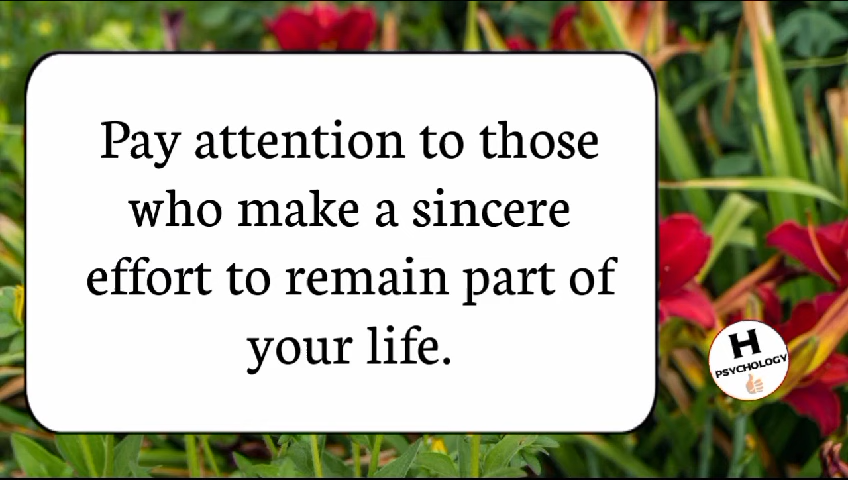 Pay attention to those
who make a sincere
effort to remain part of
your life.
H
PSYCHOLOGY